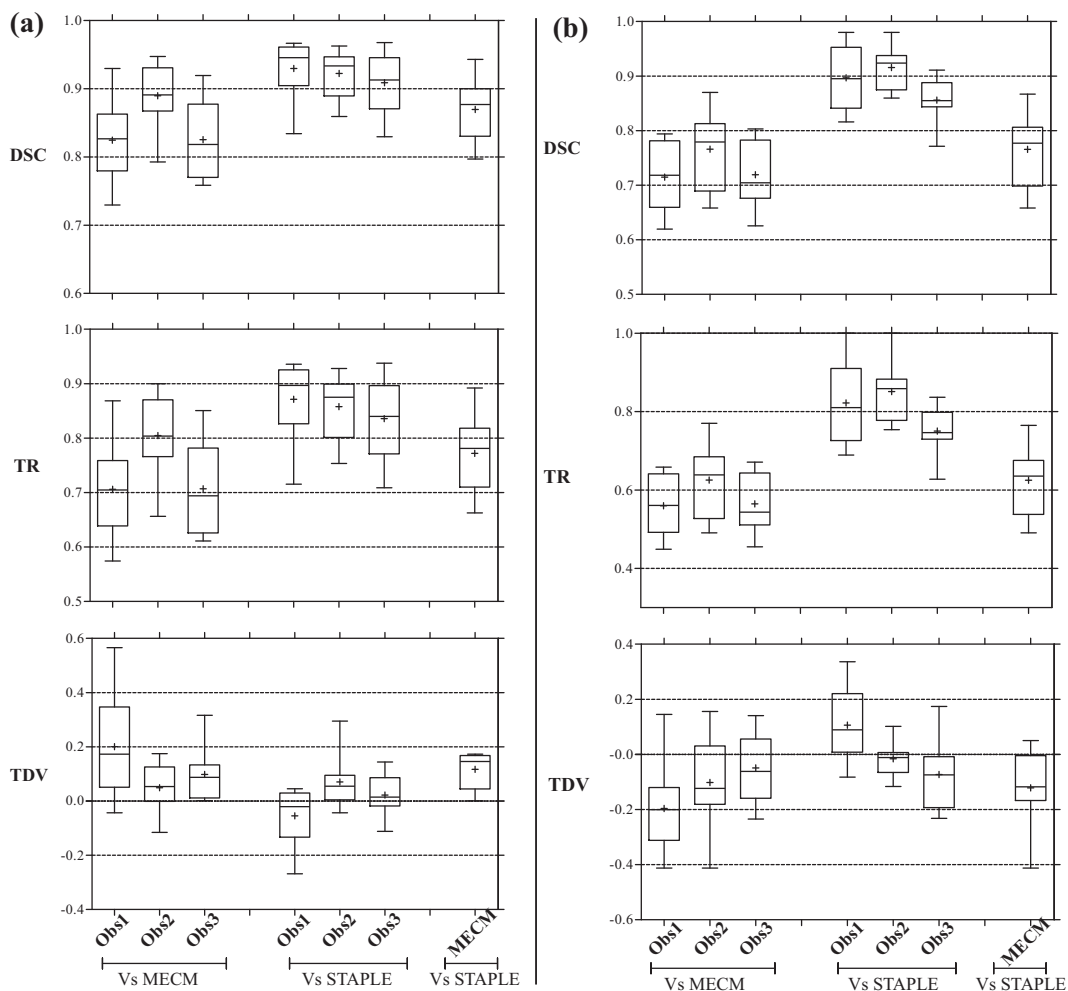 (a)
1.0
0.9
DSC
0.8
0.7
0.6
1.0
0.9
0.8
TR
0.7
0.6
0.5
0.6
0.4
0.2
TDV
0.0
-0.2
-0.4
Obs1 Obs2 Obs3 Obs1 Obs2 Obs3 MECM
Vs MECM Vs STAPLE Vs STAPLE
(b)
1.0
0.9
0.8
DSC
0.7
0.6
0.5
1.0
0.8
TR
0.6
0.4
0.4
0.2
-0.0
TDV
-0.2
-0.4
-0.6
Obs1 Obs2 Obs3 Obs1 Obs2 Obs3 MECM
Vs MECM Vs STAPLE Vs STAPLE